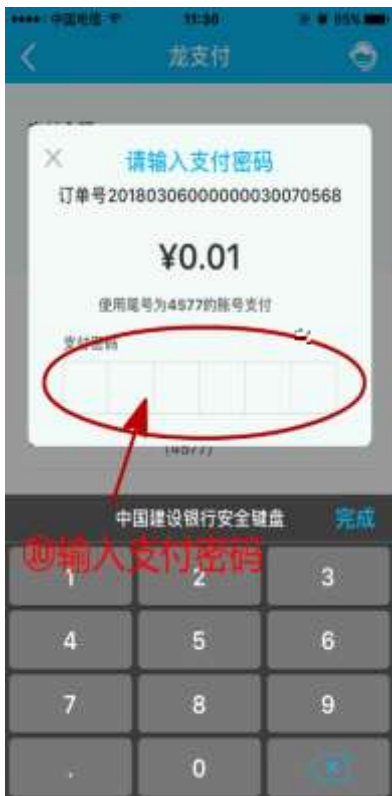 中国电信 11:30 95%
龙支付
请输入支付密码
订单号20180306000000030070568
¥0.01
使用尾号为4577的账号支付
支付密码
(4577)
中国建设银行安全键盘 完成
⑩输入支付密码
1 2 3
4 5 6
7 8 9
. 0